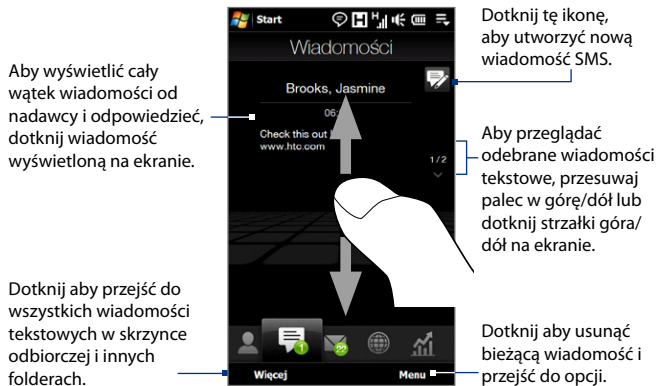 Aby wyświetlić cały
wątek wiadomości od
nadawcy i odpowiedzieć,
dotknij wiadomość
wyświetloną na ekranie.
Dotknij aby przejść do
wszystkich wiadomości
tekstowych w skrzynce
odbiorczej i innych
folderach.
Start
H
H
Wiadomości
Brooks, Jasmine
Check this out
www.htc.com
1/2
1
22
Więcej
Menu
Dotknij tę ikonę,
aby utworzyć nową
wiadomość SMS.
Aby przeglądać
odebrane wiadomości
tekstowe, przesuwaj
palec w górę/dół lub
dotknij strzałki góra/
dół na ekranie.
Dotknij aby usunąć
bieżącą wiadomość i
przejść do opcji.